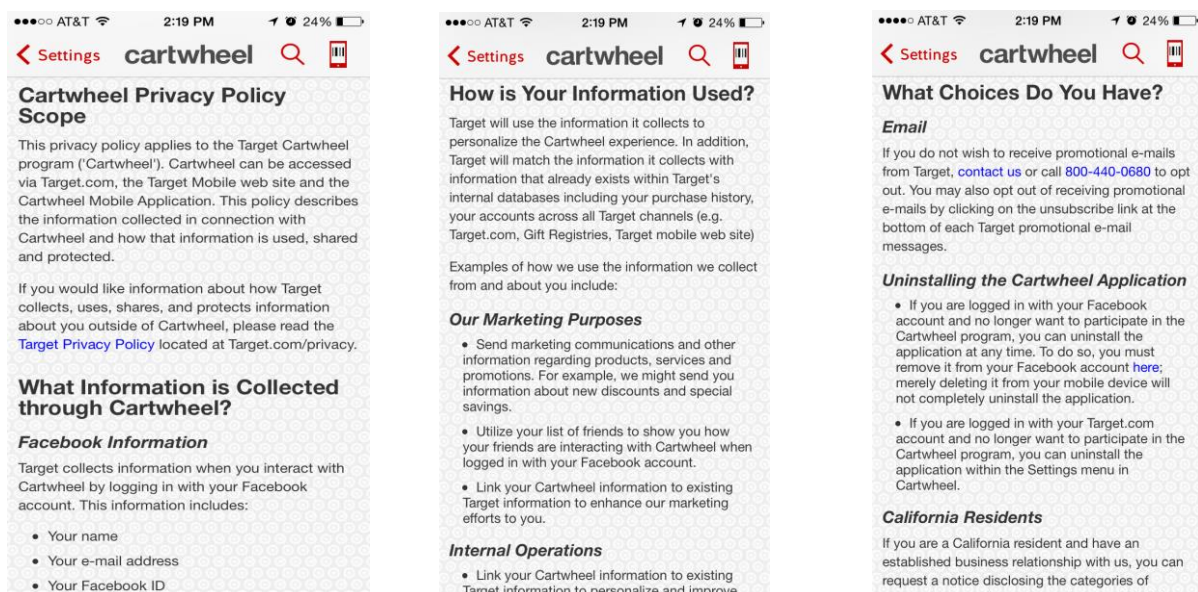 AT&T 2:19 PM 24%
Settings cartwheel
Cartwheel Privacy Policy
Scope
This privacy policy applies to the Target Cartwheel
program ('Cartwheel'). Cartwheel can be accessed
via Target.com, the Target Mobile web site and the
Cartwheel Mobile Application. This policy describes
the information collected in connection with
Cartwheel and how that information is used, shared
and protected.
If you would like information about how Target
collects, uses, shares, and protects information
about you outside of Cartwheel, please read the
Target Privacy Policy located at Target.com/privacy.
What Information is Collected
through Cartwheel?
Facebook Information
Target collects information when you interact with
Cartwheel by logging in with your Facebook
account. This information includes:
• Your name
• Your e-mail address
• Your Facebook ID
AT&T 2:19 PM 24%
Settings cartwheel
How is Your Information Used?
Target will use the information it collects to
personalize the Cartwheel experience. In addition,
Target will match the information it collects with
information that already exists within Target's
internal databases including your purchase history,
your accounts across all Target channels (e.g.
Target.com, Gift Registries, Target mobile web site)
Examples of how we use the information we collect
from and about you include:
Our Marketing Purposes
• Send marketing communications and other
information regarding products, services and
promotions. For example, we might send you
information about new discounts and special
savings.
• Utilize your list of friends to show you how
your friends are interacting with Cartwheel when
logged in with your Facebook account.
• Link your Cartwheel information to existing
Target information to enhance our marketing
efforts to you.
Internal Operations
• Link your Cartwheel information to existing
Target information to personalize and improve
AT&T 2:19 PM 24%
Settings cartwheel
What Choices Do You Have?
Email
If you do not wish to receive promotional e-mails
from Target, contact us or call 800-440-0680 to opt
out. You may also opt out of receiving promotional
e-mails by clicking on the unsubscribe link at the
bottom of each Target promotional e-mail
messages.
Uninstalling the Cartwheel Application
• If you are logged in with your Facebook
account and no longer want to participate in the
Cartwheel program, you can uninstall the
application at any time. To do so, you must
remove it from your Facebook account here;
merely deleting it from your mobile device will
not completely uninstall the application.
• If you are logged in with your Target.com
account and no longer want to participate in the
Cartwheel program, you can uninstall the
application within the Settings menu in
Cartwheel.
California Residents
If you are a California resident and have an
established business relationship with us, you can
request a notice disclosing the categories of